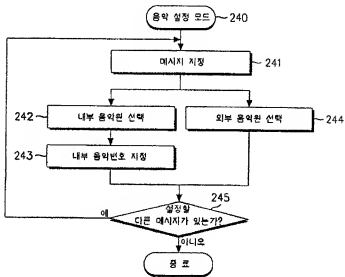 음악 설정 모드
240
메시지 지정
241
242
내부 음악원 선택
외부 음악원 선택
244
243
내부 음악번호 지정
245
설정할
다른 메시지가 있는가?
예
아니오
종료